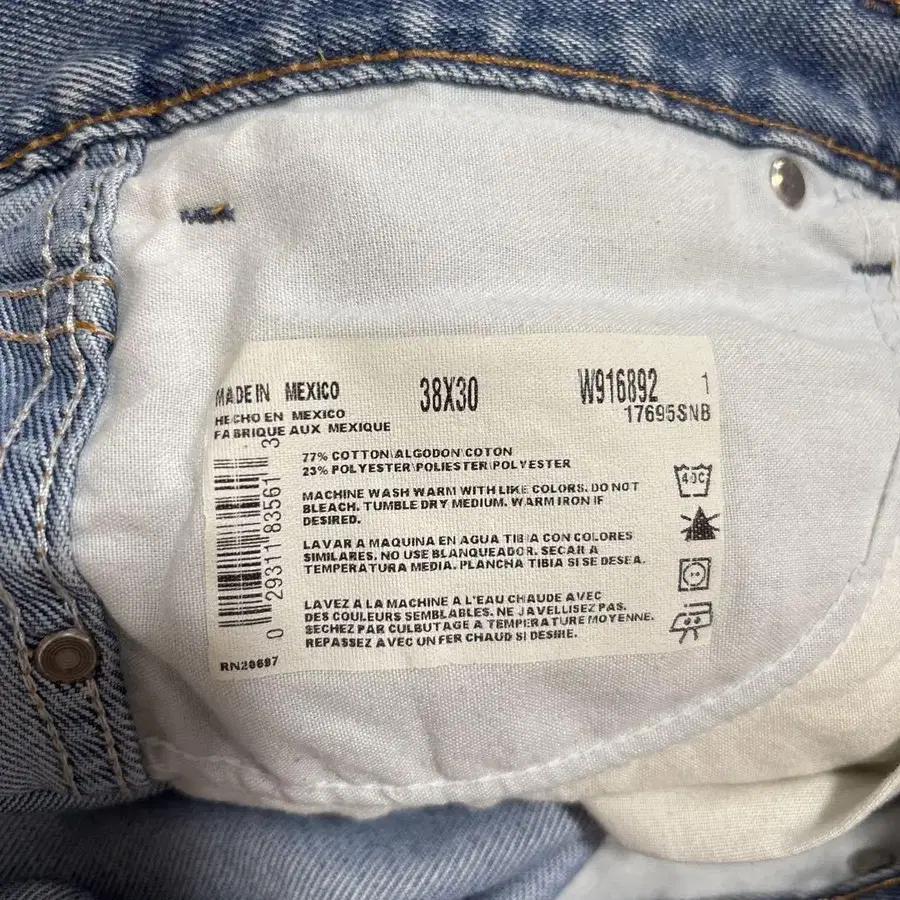 MADE IN MEXICO 38X30 W916892 1
HECHO EN MEXICO 17695SNB
FABRIQUE AUX MEXIQUE
77% COTTON\ALGODON\COTON
23% POLYESTER\POLIESTER\POLYESTER
MACHINE WASH WARM WITH LIKE COLORS. DO NOT
BLEACH. TUMBLE DRY MEDIUM. WARM IRON IF
DESIRED.
LAVAR A MAQUINA EN AGUA TIBIA CON COLORES
SIMILARES. NO USE BLANQUEADOR. SECAR A
TEMPERATURA MEDIA. PLANCHA TIBIA SI SE DESEA.
LAVEZ A LA MACHINE A L'EAU CHAUDE AVEC
DES COULEURS SEMBLABLES. NE JAVELLISEZ PAS.
SECHEZ PAR CULBUTAGE A TEMPERATURE MOYENNE.
REPASSEZ AVEC UN FER CHAUD SI DESIRE.
0 29311 83561 3
RN20697
40C